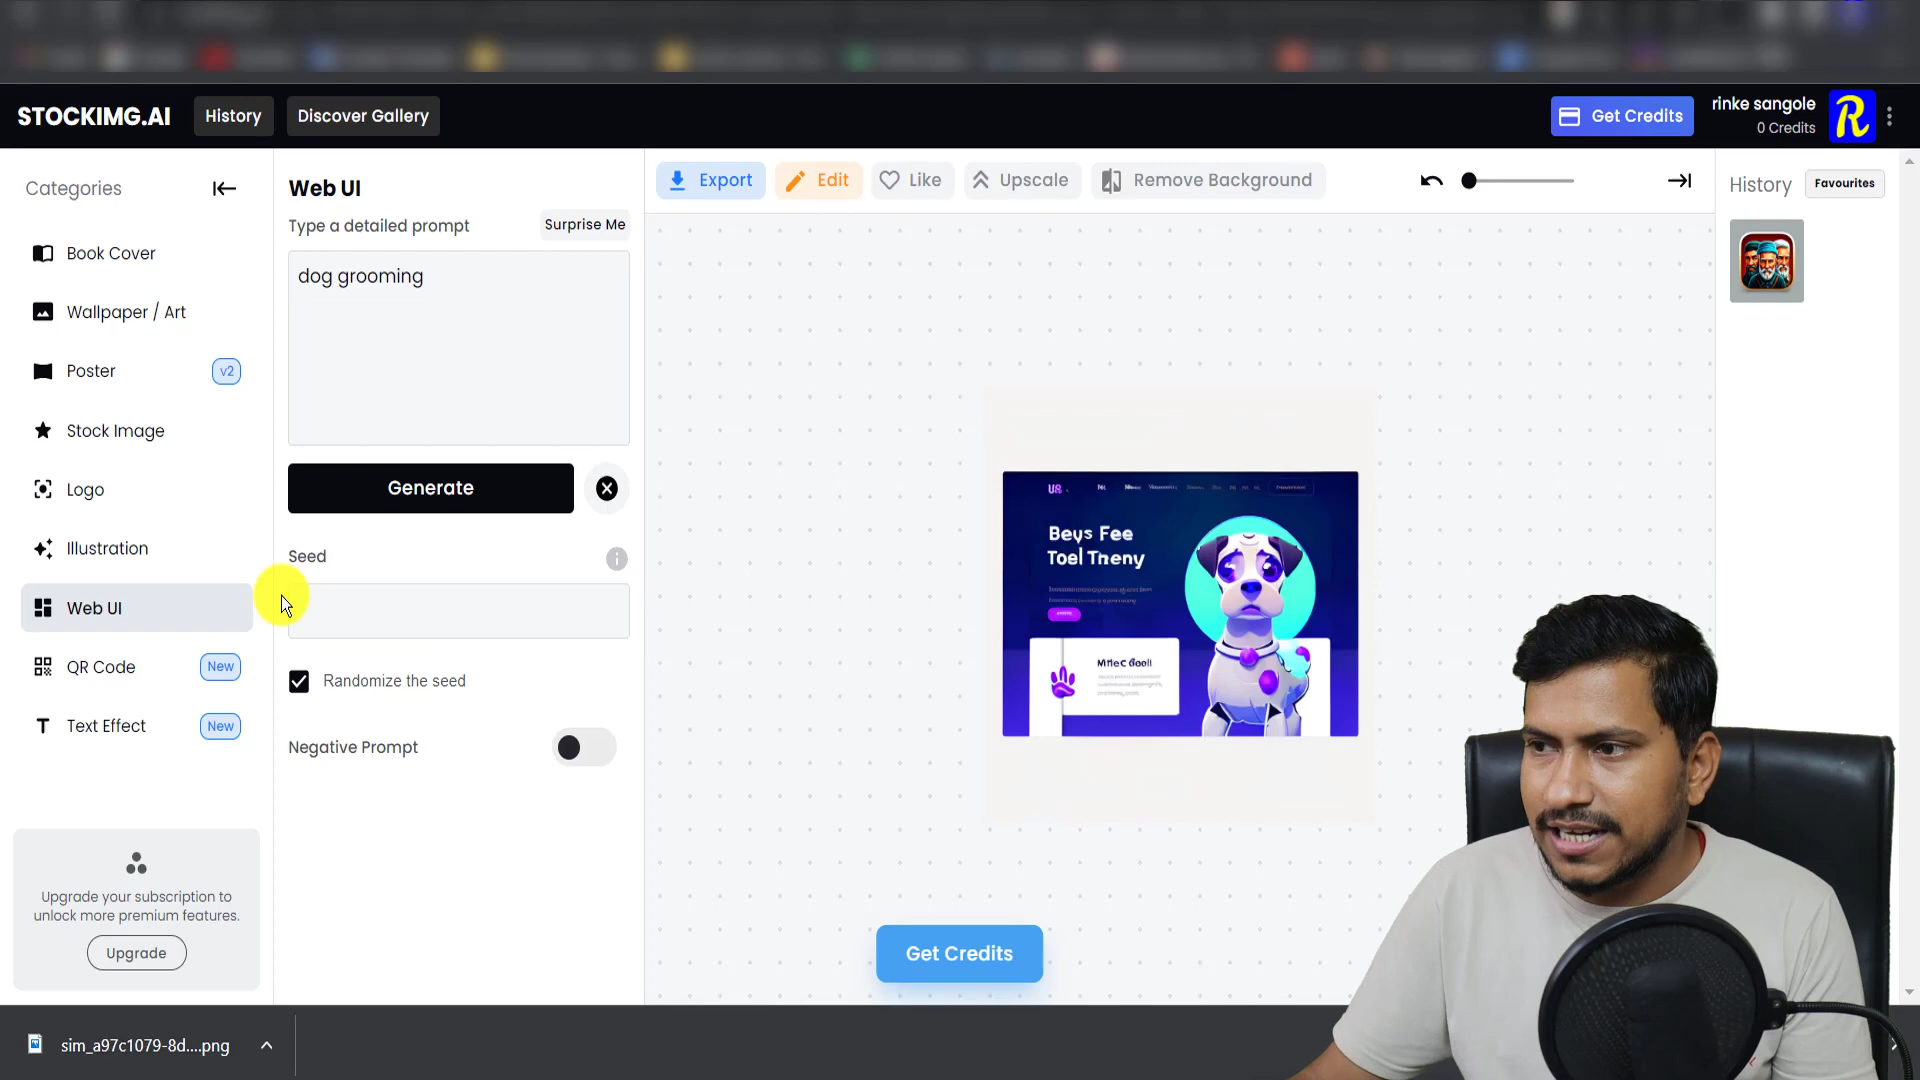 STOCKIMG.AI
History
Discover Gallery
Get Credits
rinke sangole
0 Credits
R
Categories
Book Cover
Wallpaper / Art
Poster
v2
Stock Image
Logo
Illustration
Web UI
QR Code
New
Text Effect
New
Upgrade your subscription to
unlock more premium features.
Upgrade
Web UI
Type a detailed prompt
Surprise Me
dog grooming
Generate
Seed
Randomize the seed
Negative Prompt
Export
Edit
Like
Upscale
Remove Background
Beys Fee
Toel Tneny
Get Credits
History
Favourites
sim_a97c1079-8d....png